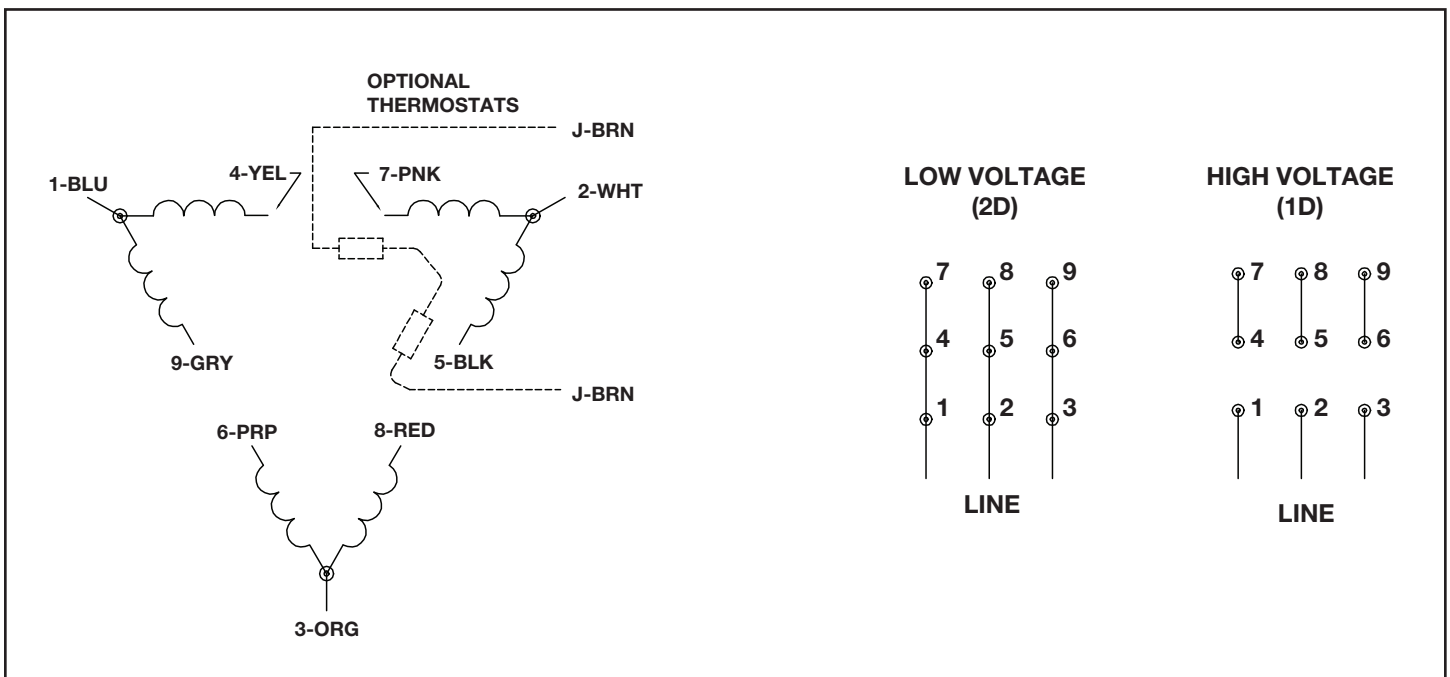 OPTIONAL
THERMOSTATS
J-BRN
1-BLU
4-YEL
7-PNK
2-WHT
9-GRY
5-BLK
J-BRN
6-PRP
8-RED
3-ORG
LOW VOLTAGE
(2D)
7 8 9
4 5 6
1 2 3
LINE
HIGH VOLTAGE
(1D)
7 8 9
4 5 6
1 2 3
LINE